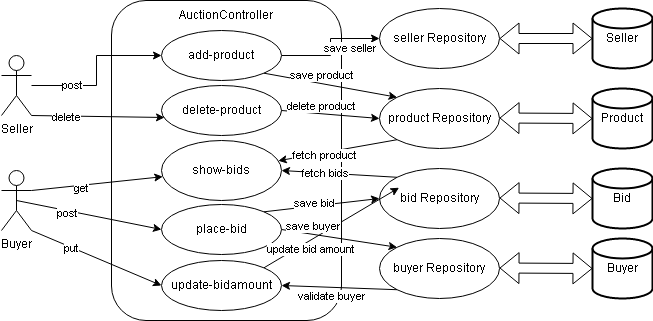 AuctionController
add-product
save seller
seller Repository
Seller
post
save product
Seller
delete
delete-product
delete product
product Repository
Product
fetch product
show-bids
fetch bids
get
save bid
bid Repository
Bid
Buyer
post
place-bid
save buyer
put
update bid amount
buyer Repository
Buyer
update-bidamount
validate buyer